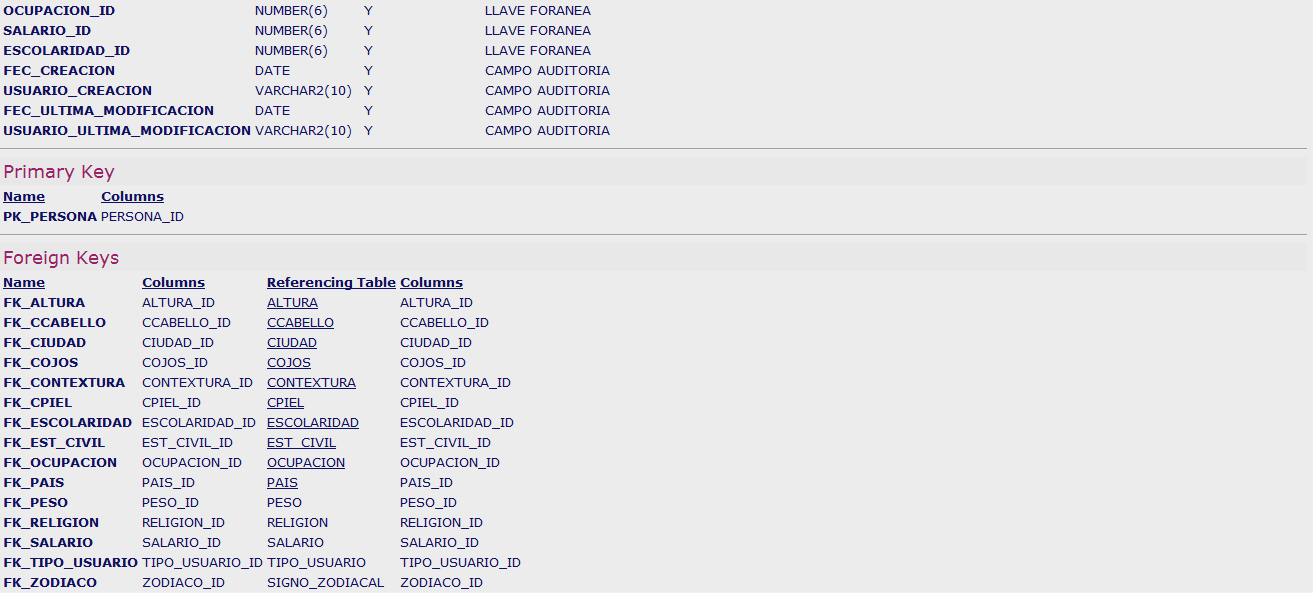 OCUPACION_ID NUMBER(6) Y LLAVE FORANEA
SALARIO_ID NUMBER(6) Y LLAVE FORANEA
ESCOLARIDAD_ID NUMBER(6) Y LLAVE FORANEA
FEC_CREACION DATE Y CAMPO AUDITORIA
USUARIO_CREACION VARCHAR2(10) Y CAMPO AUDITORIA
FEC_ULTIMA_MODIFICACION DATE Y CAMPO AUDITORIA
USUARIO_ULTIMA_MODIFICACION VARCHAR2(10) Y CAMPO AUDITORIA
Primary Key
Name Columns
PK_PERSONA PERSONA_ID
Foreign Keys
Name Columns Referencing Table Columns
FK_ALTURA ALTURA_ID ALTURA ALTURA_ID
FK_CCABELLO CCABELLO_ID CCABELLO CCABELLO_ID
FK_CIUDAD CIUDAD_ID CIUDAD CIUDAD_ID
FK_COJOS COJOS_ID COJOS COJOS_ID
FK_CONTEXTURA CONTEXTURA_ID CONTEXTURA CONTEXTURA_ID
FK_CPIEL CPIEL_ID CPIEL CPIEL_ID
FK_ESCOLARIDAD ESCOLARIDAD_ID ESCOLARIDAD ESCOLARIDAD_ID
FK_EST_CIVIL EST_CIVIL_ID EST_CIVIL EST_CIVIL_ID
FK_OCUPACION OCUPACION_ID OCUPACION OCUPACION_ID
FK_PAIS PAIS_ID PAIS PAIS_ID
FK_PESO PESO_ID PESO PESO_ID
FK_RELIGION RELIGION_ID RELIGION RELIGION_ID
FK_SALARIO SALARIO_ID SALARIO SALARIO_ID
FK_TIPO_USUARIO TIPO_USUARIO_ID TIPO_USUARIO TIPO_USUARIO_ID
FK_ZODIACO ZODIACO_ID SIGNO_ZODIACAL ZODIACO_ID